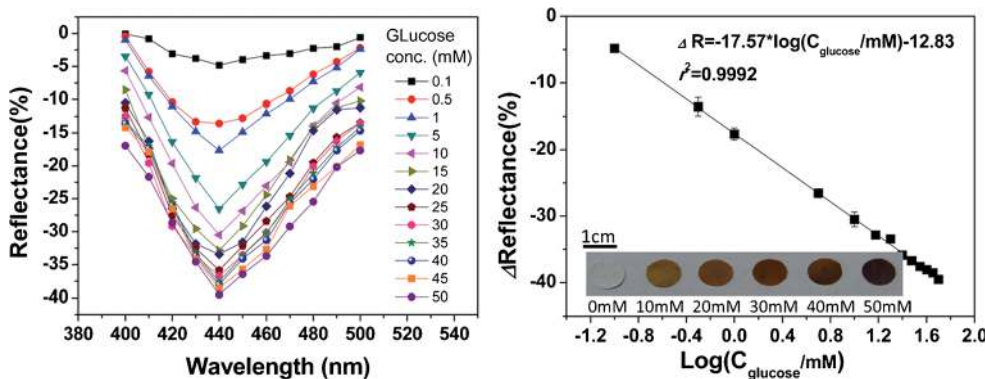 Reflectance(%)
0
-5
-10
-15
-20
-25
-30
-35
-40
380 400 420 440 460 480 500 520 540
Wavelength (nm)
GLucose
conc. (mM)
0.1
0.5
1
5
10
15
20
25
30
35
40
45
50
ΔReflectance(%)
0
-10
-20
-30
-40
Δ R=-17.57*log(C_glucose/mM)-12.83
r²=0.9992
1cm
0mM 10mM 20mM 30mM 40mM 50mM
-1.2 -0.8 -0.4 0.0 0.4 0.8 1.2 1.6 2.0
Log(C_glucose/mM)